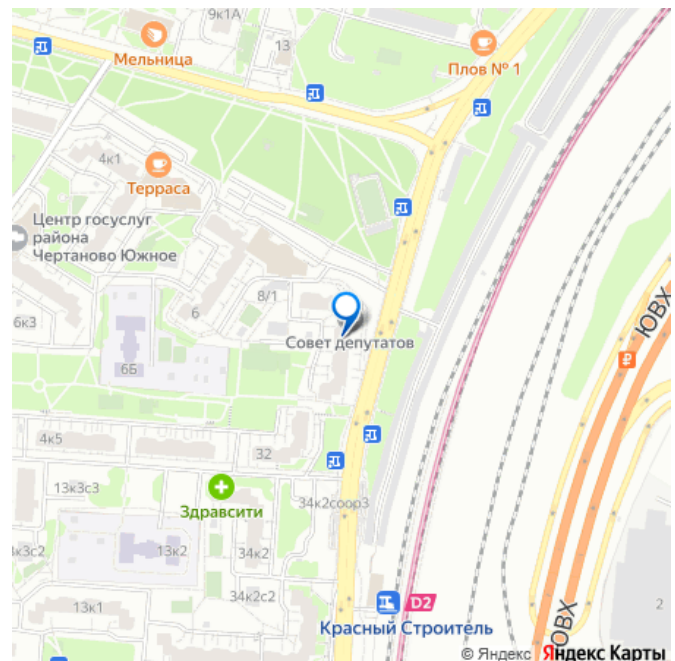 9к1А
13
Мельница
Плов № 1
4к1
Терраса
Центр госуслуг
района
Чертаново Южное
8/1
6
6к3
Совет депутатов
6Б
ЮВХ
4к5
32
13к3с3
34к2соор3
Здравсити
13к2
34к2
34к2с2
13к1
D2
2
Красный Строитель
ЮВХ
© Яндекс Яндекс Карты